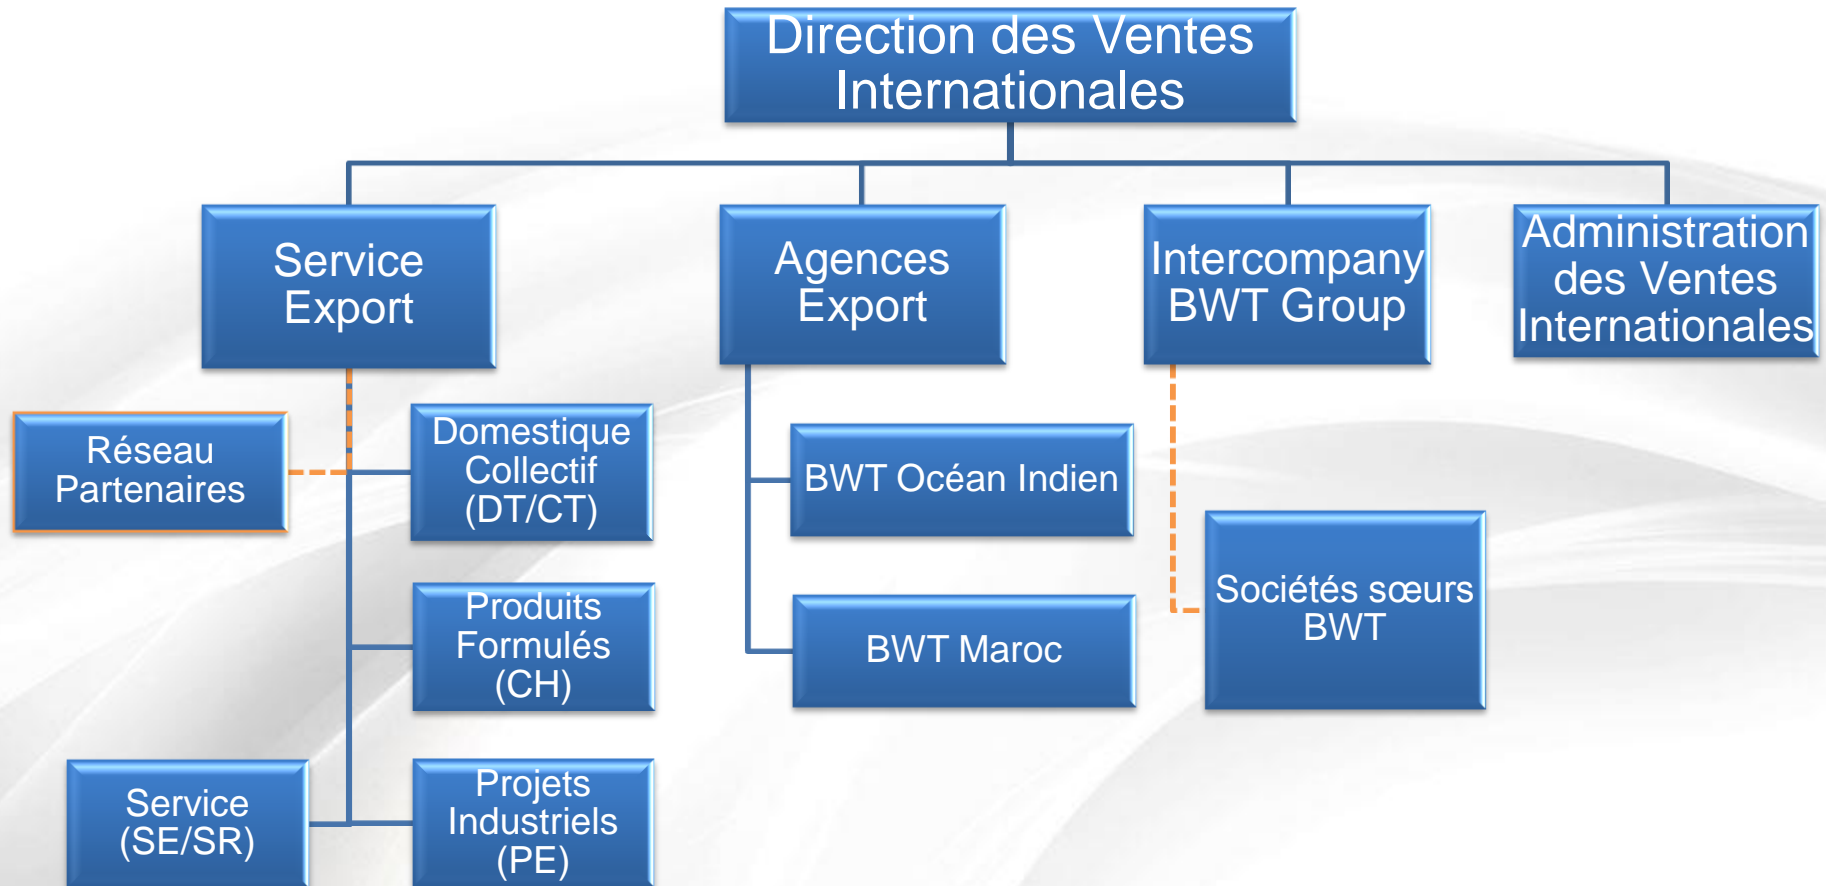 Direction des Ventes
Internationales
Service
Export
Agences
Export
Intercompany
BWT Group
Administration
des Ventes
Internationales
Réseau
Partenaires
Domestique
Collectif
(DT/CT)
BWT Océan Indien
Sociétés sœurs
BWT
Produits
Formulés
(CH)
BWT Maroc
Service
(SE/SR)
Projets
Industriels
(PE)